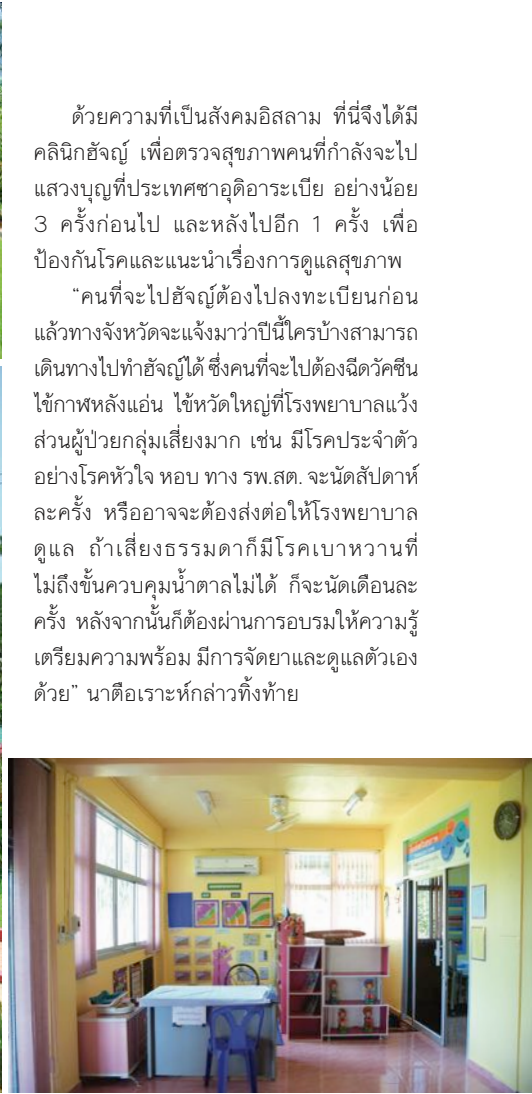 ด้วยความที่เป็นสังคมอิสลาม ที่นี่จึงได้มี
คลินิกฮัจญ์ เพื่อตรวจสุขภาพคนที่กำลังจะไป
แสวงบุญที่ประเทศซาอุดิอาระเบีย อย่างน้อย
3 ครั้งก่อนไป และหลังไปอีก 1 ครั้ง เพื่อ
ป้องกันโรคและแนะนำเรื่องการดูแลสุขภาพ
“คนที่จะไปฮัจญ์ต้องไปลงทะเบียนก่อน
แล้วทางจังหวัดจะแจ้งมาว่าปีนี้ใครบ้างสามารถ
เดินทางไปทำฮัจญ์ได้ ซึ่งคนที่จะไปต้องฉีดวัคซีน
ไข้กาฬหลังแอ่น ไข้หวัดใหญ่ที่โรงพยาบาลแว้ง
ส่วนผู้ป่วยกลุ่มเสี่ยงมาก เช่น มีโรคประจำตัว
อย่างโรคหัวใจ หอบ ทาง รพ.สต. จะนัดสัปดาห์
ละครั้ง หรืออาจจะต้องส่งต่อให้โรงพยาบาล
ดูแล ถ้าเสี่ยงธรรมดาก็มีโรคเบาหวานที่
ไม่ถึงขั้นควบคุมน้ำตาลไม่ได้ ก็จะนัดเดือนละ
ครั้ง หลังจากนั้นก็ต้องผ่านการอบรมให้ความรู้
เตรียมความพร้อม มีการจัดยาและดูแลตัวเอง
ด้วย” นาตือเราะห์กล่าวทิ้งท้าย